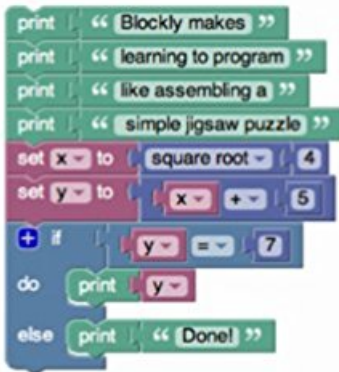 print “ Blockly makes ”
print “ learning to program ”
print “ like assembling a ”
print “ simple jigsaw puzzle ”
set x to square root 4
set y to x + 5
+ if y = 7
do print y
else print “ Done! ”